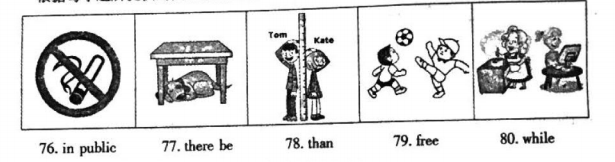 Tom
Kate
76. in public
77. there be
78. than
79. free
80. while